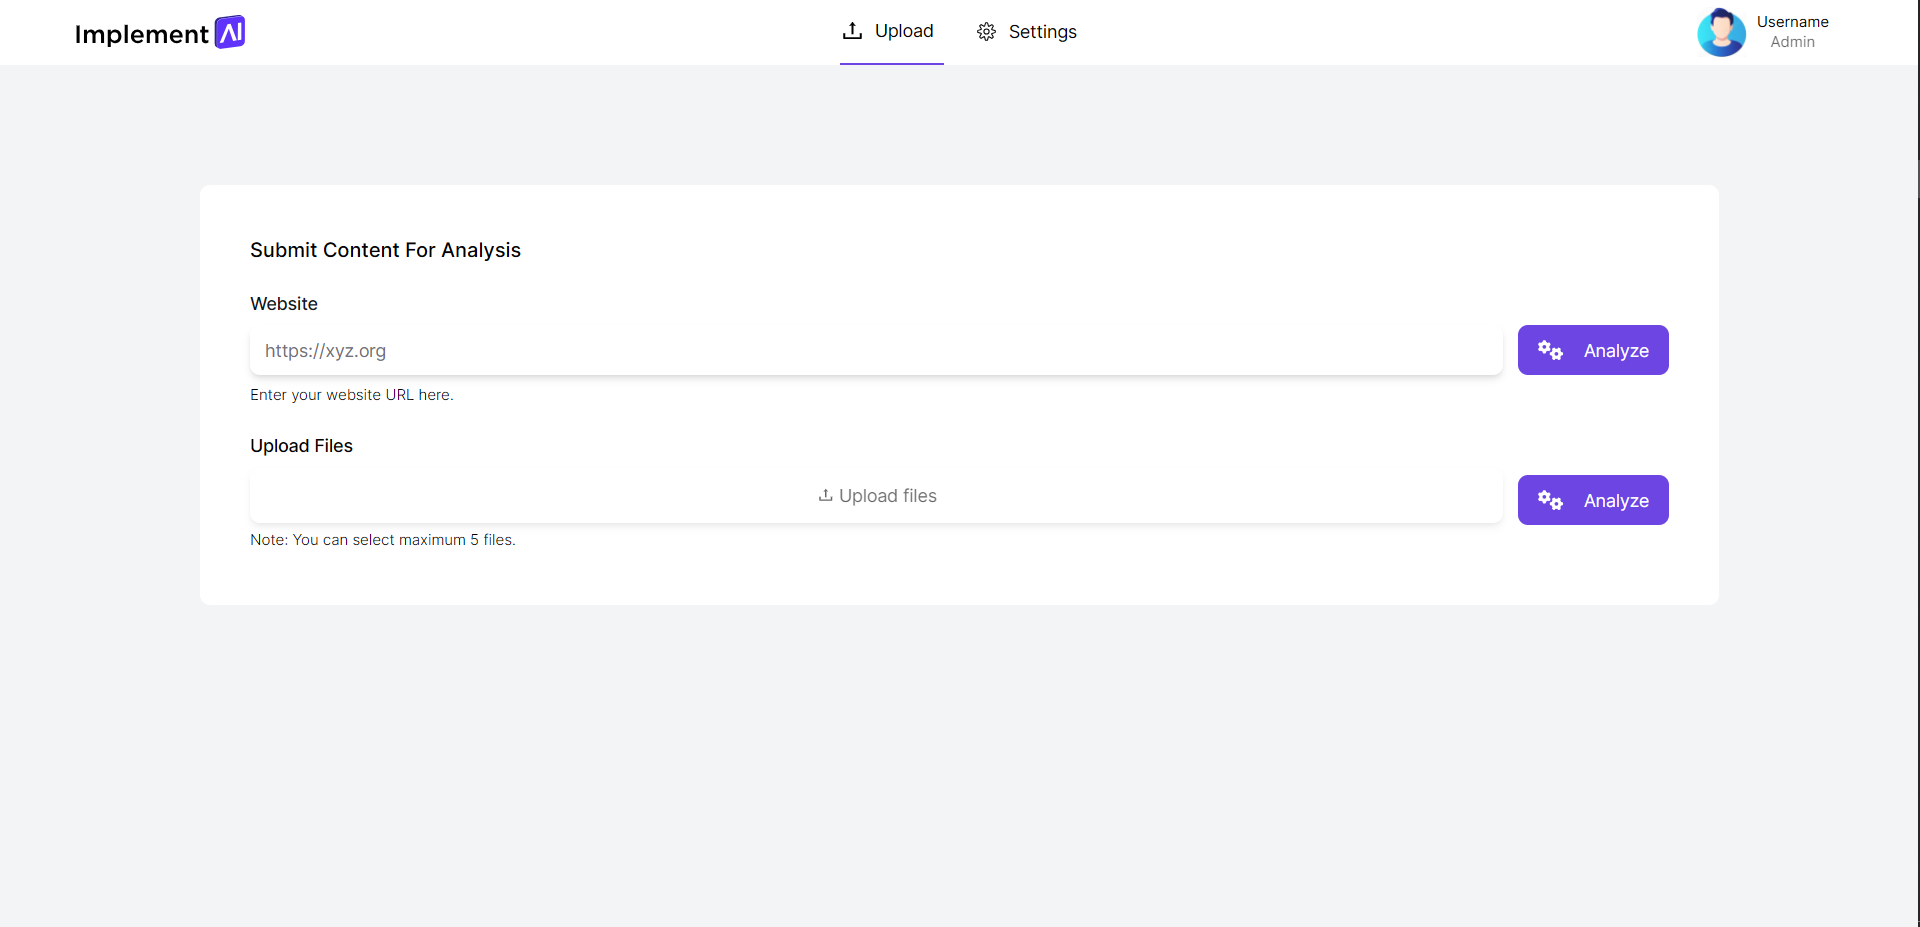 Implement AI
Upload
Settings
Username
Admin
Submit Content For Analysis
Website
https://xyz.org
Analyze
Enter your website URL here.
Upload Files
Upload files
Analyze
Note: You can select maximum 5 files.